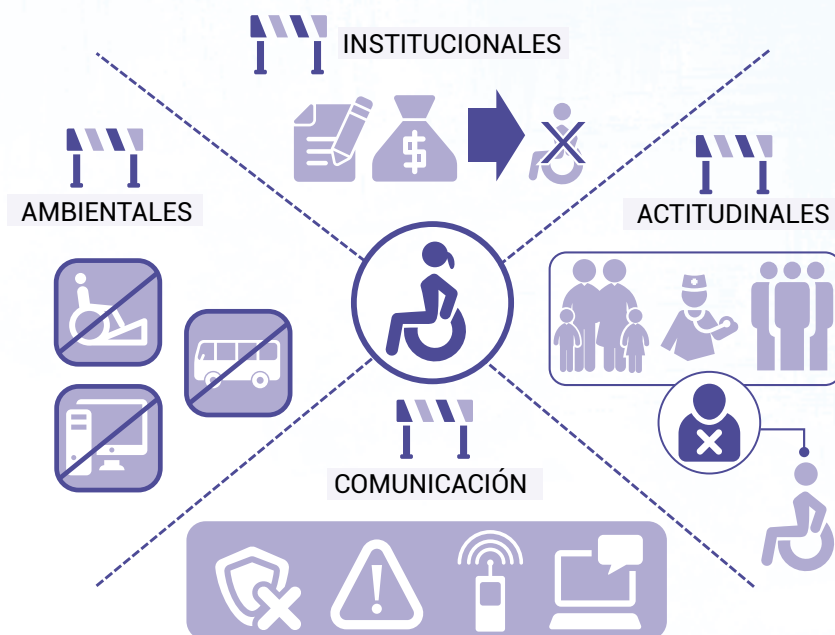 INSTITUCIONALES
AMBIENTALES
ACTITUDINALES
$
COMUNICACIÓN
!